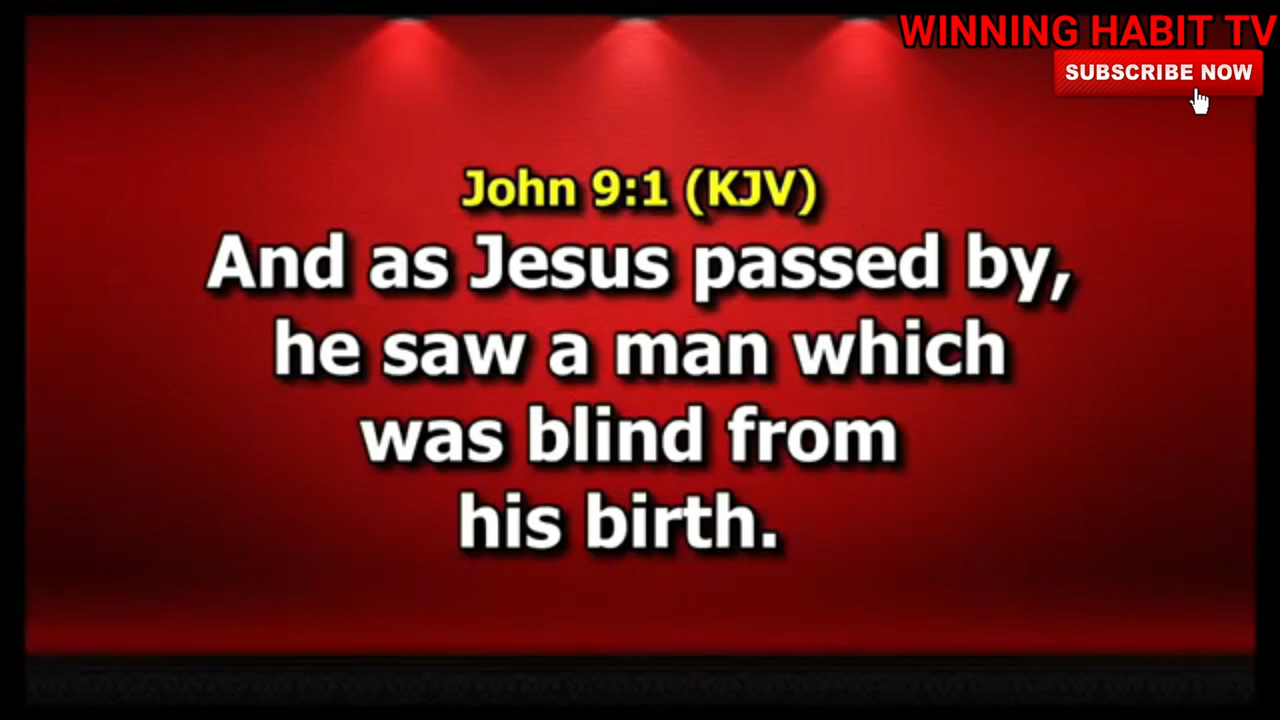 WINNING HABIT TV
SUBSCRIBE NOW
John 9:1 (KJV)
And as Jesus passed by,
he saw a man which
was blind from
his birth.